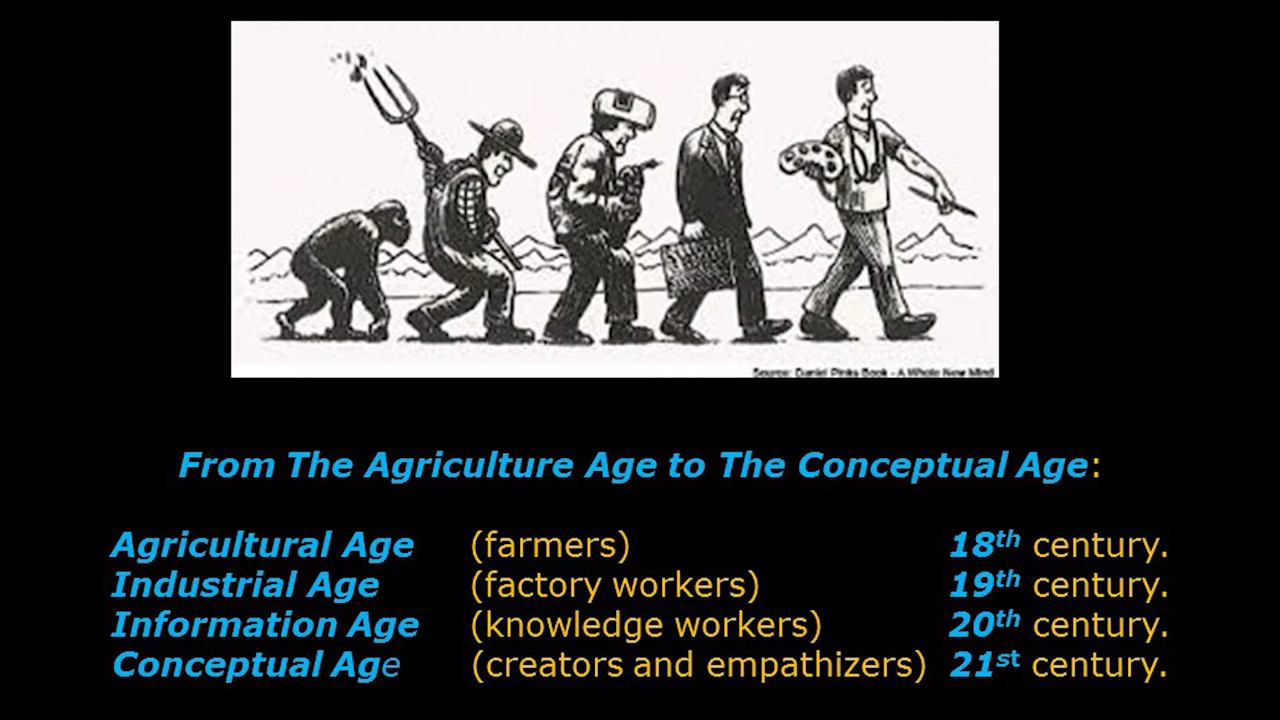 Source: Daniel Pinks Book - A Whole New Mind
From The Agriculture Age to The Conceptual Age:
Agricultural Age (farmers) 18th century.
Industrial Age (factory workers) 19th century.
Information Age (knowledge workers) 20th century.
Conceptual Age (creators and empathizers) 21st century.